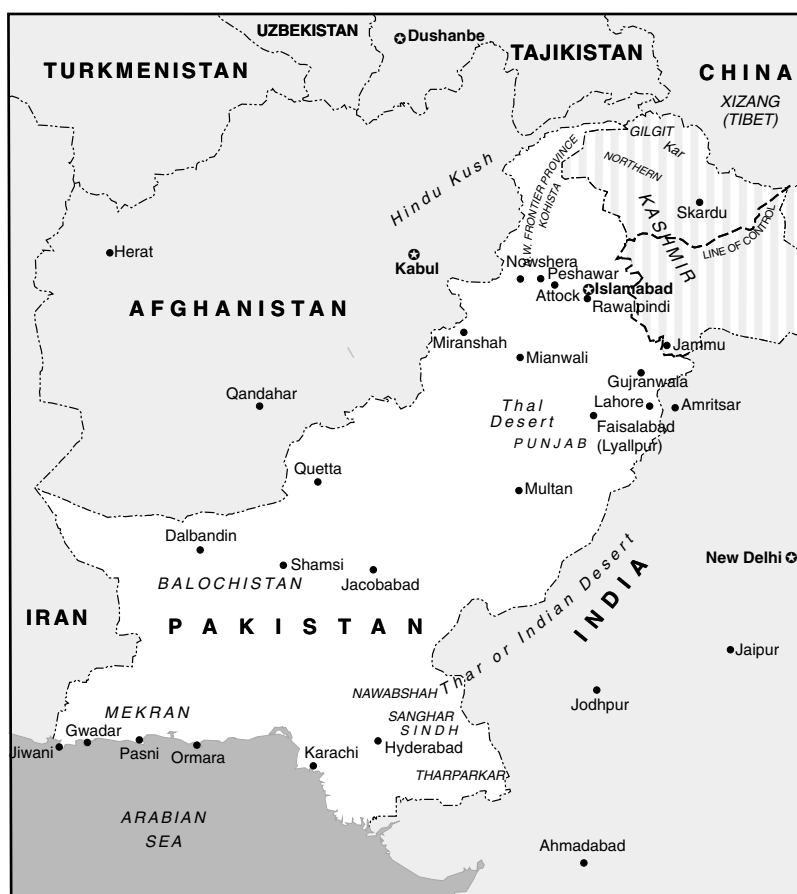 UZBEKISTAN
Dushanbe
TAJIKISTAN
TURKMENISTAN
CHINA
XIZANG
(TIBET)
GILGIT
Kar
NORTHERN
Hindu Kush
N.W. FRONTIER PROVINCE
KOHISTA
KASHMIR
Skardu
LINE OF CONTROL
Herat
Kabul
Nowshera
Peshawar
Attock
Islamabad
Rawalpindi
AFGHANISTAN
Miranshah
Mianwali
Jammu
Gujranwala
Qandahar
Thal
Desert
Lahore
Amritsar
PUNJAB
Faisalabad
(Lyallpur)
Quetta
Multan
Dalbandin
Shamsi
Jacobabad
BALOCHISTAN
New Delhi
Thar or Indian Desert
INDIA
IRAN
PAKISTAN
Jaipur
NAWABSHAH
Jodhpur
MEKRAN
SANGHAR
SINDH
Gwadar
Jiwani
Pasni
Ormara
Karachi
Hyderabad
THARPARKAR
ARABIAN
SEA
Ahmadabad